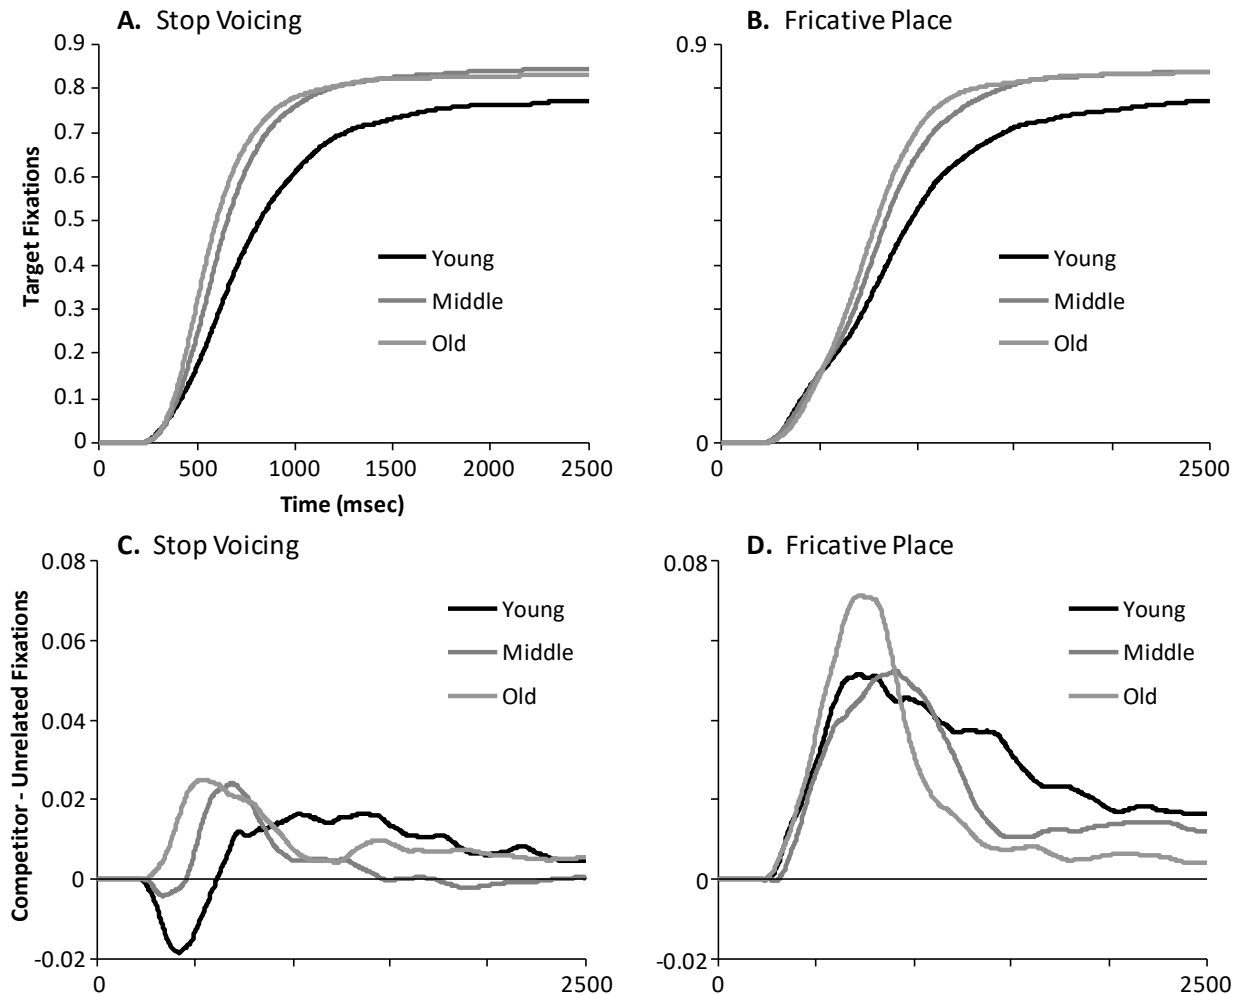 A. Stop Voicing
0.9
0.8
0.7
0.6
0.5
0.4
0.3
0.2
0.1
0
Target Fixations
Young
Middle
Old
0 500 1000 1500 2000 2500
Time (msec)
B. Fricative Place
0.9
0
Young
Middle
Old
0 2500
C. Stop Voicing
0.08
0.06
0.04
0.02
0
-0.02
Competitor - Unrelated Fixations
Young
Middle
Old
0 2500
D. Fricative Place
0.08
0
-0.02
Young
Middle
Old
0 2500